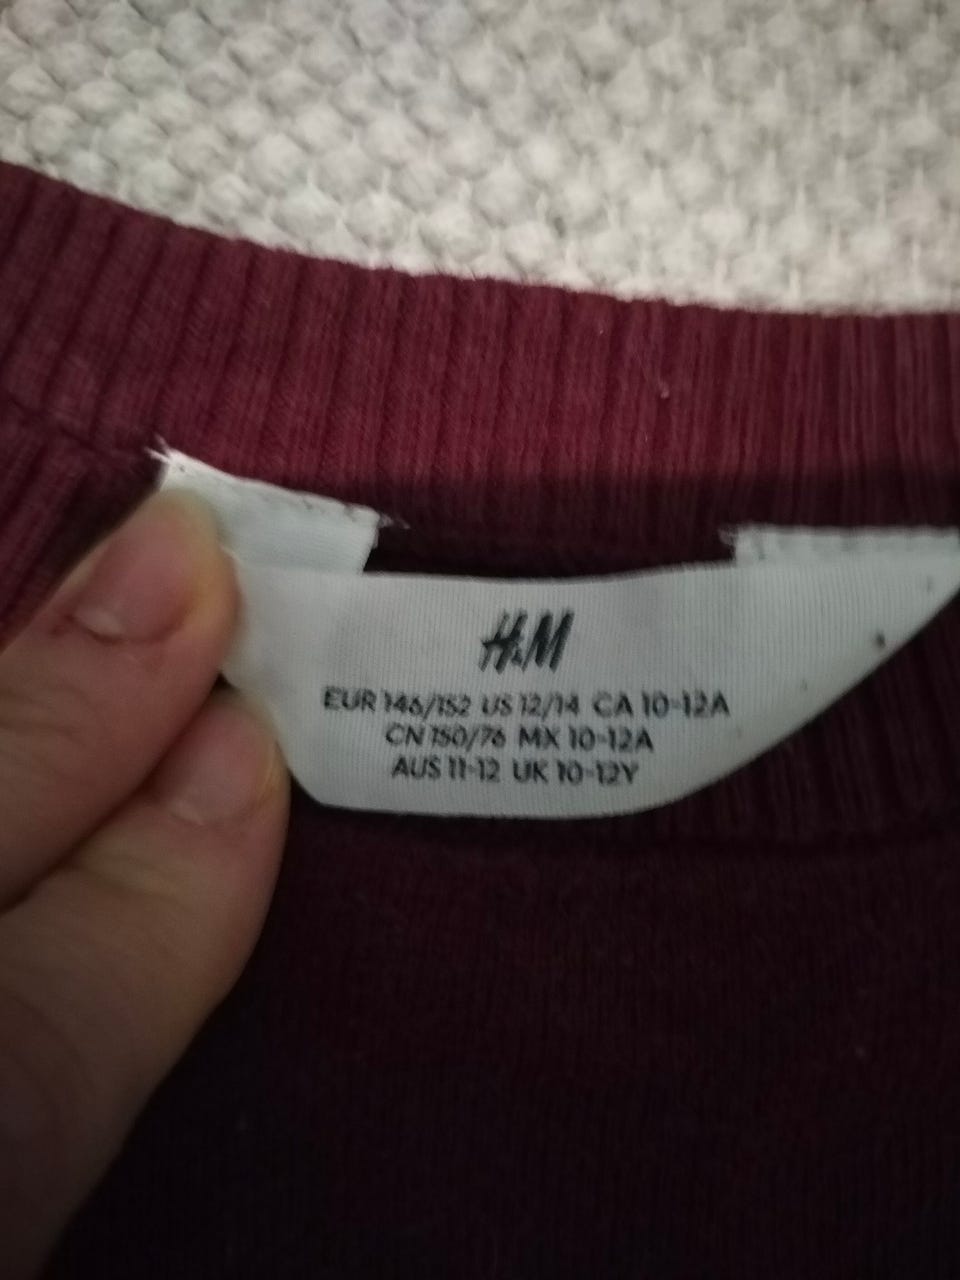 H&M
EUR 146/152 US 12/14 CA 10-12A
CN 150/76 MX 10-12A
AUS 11-12 UK 10-12Y